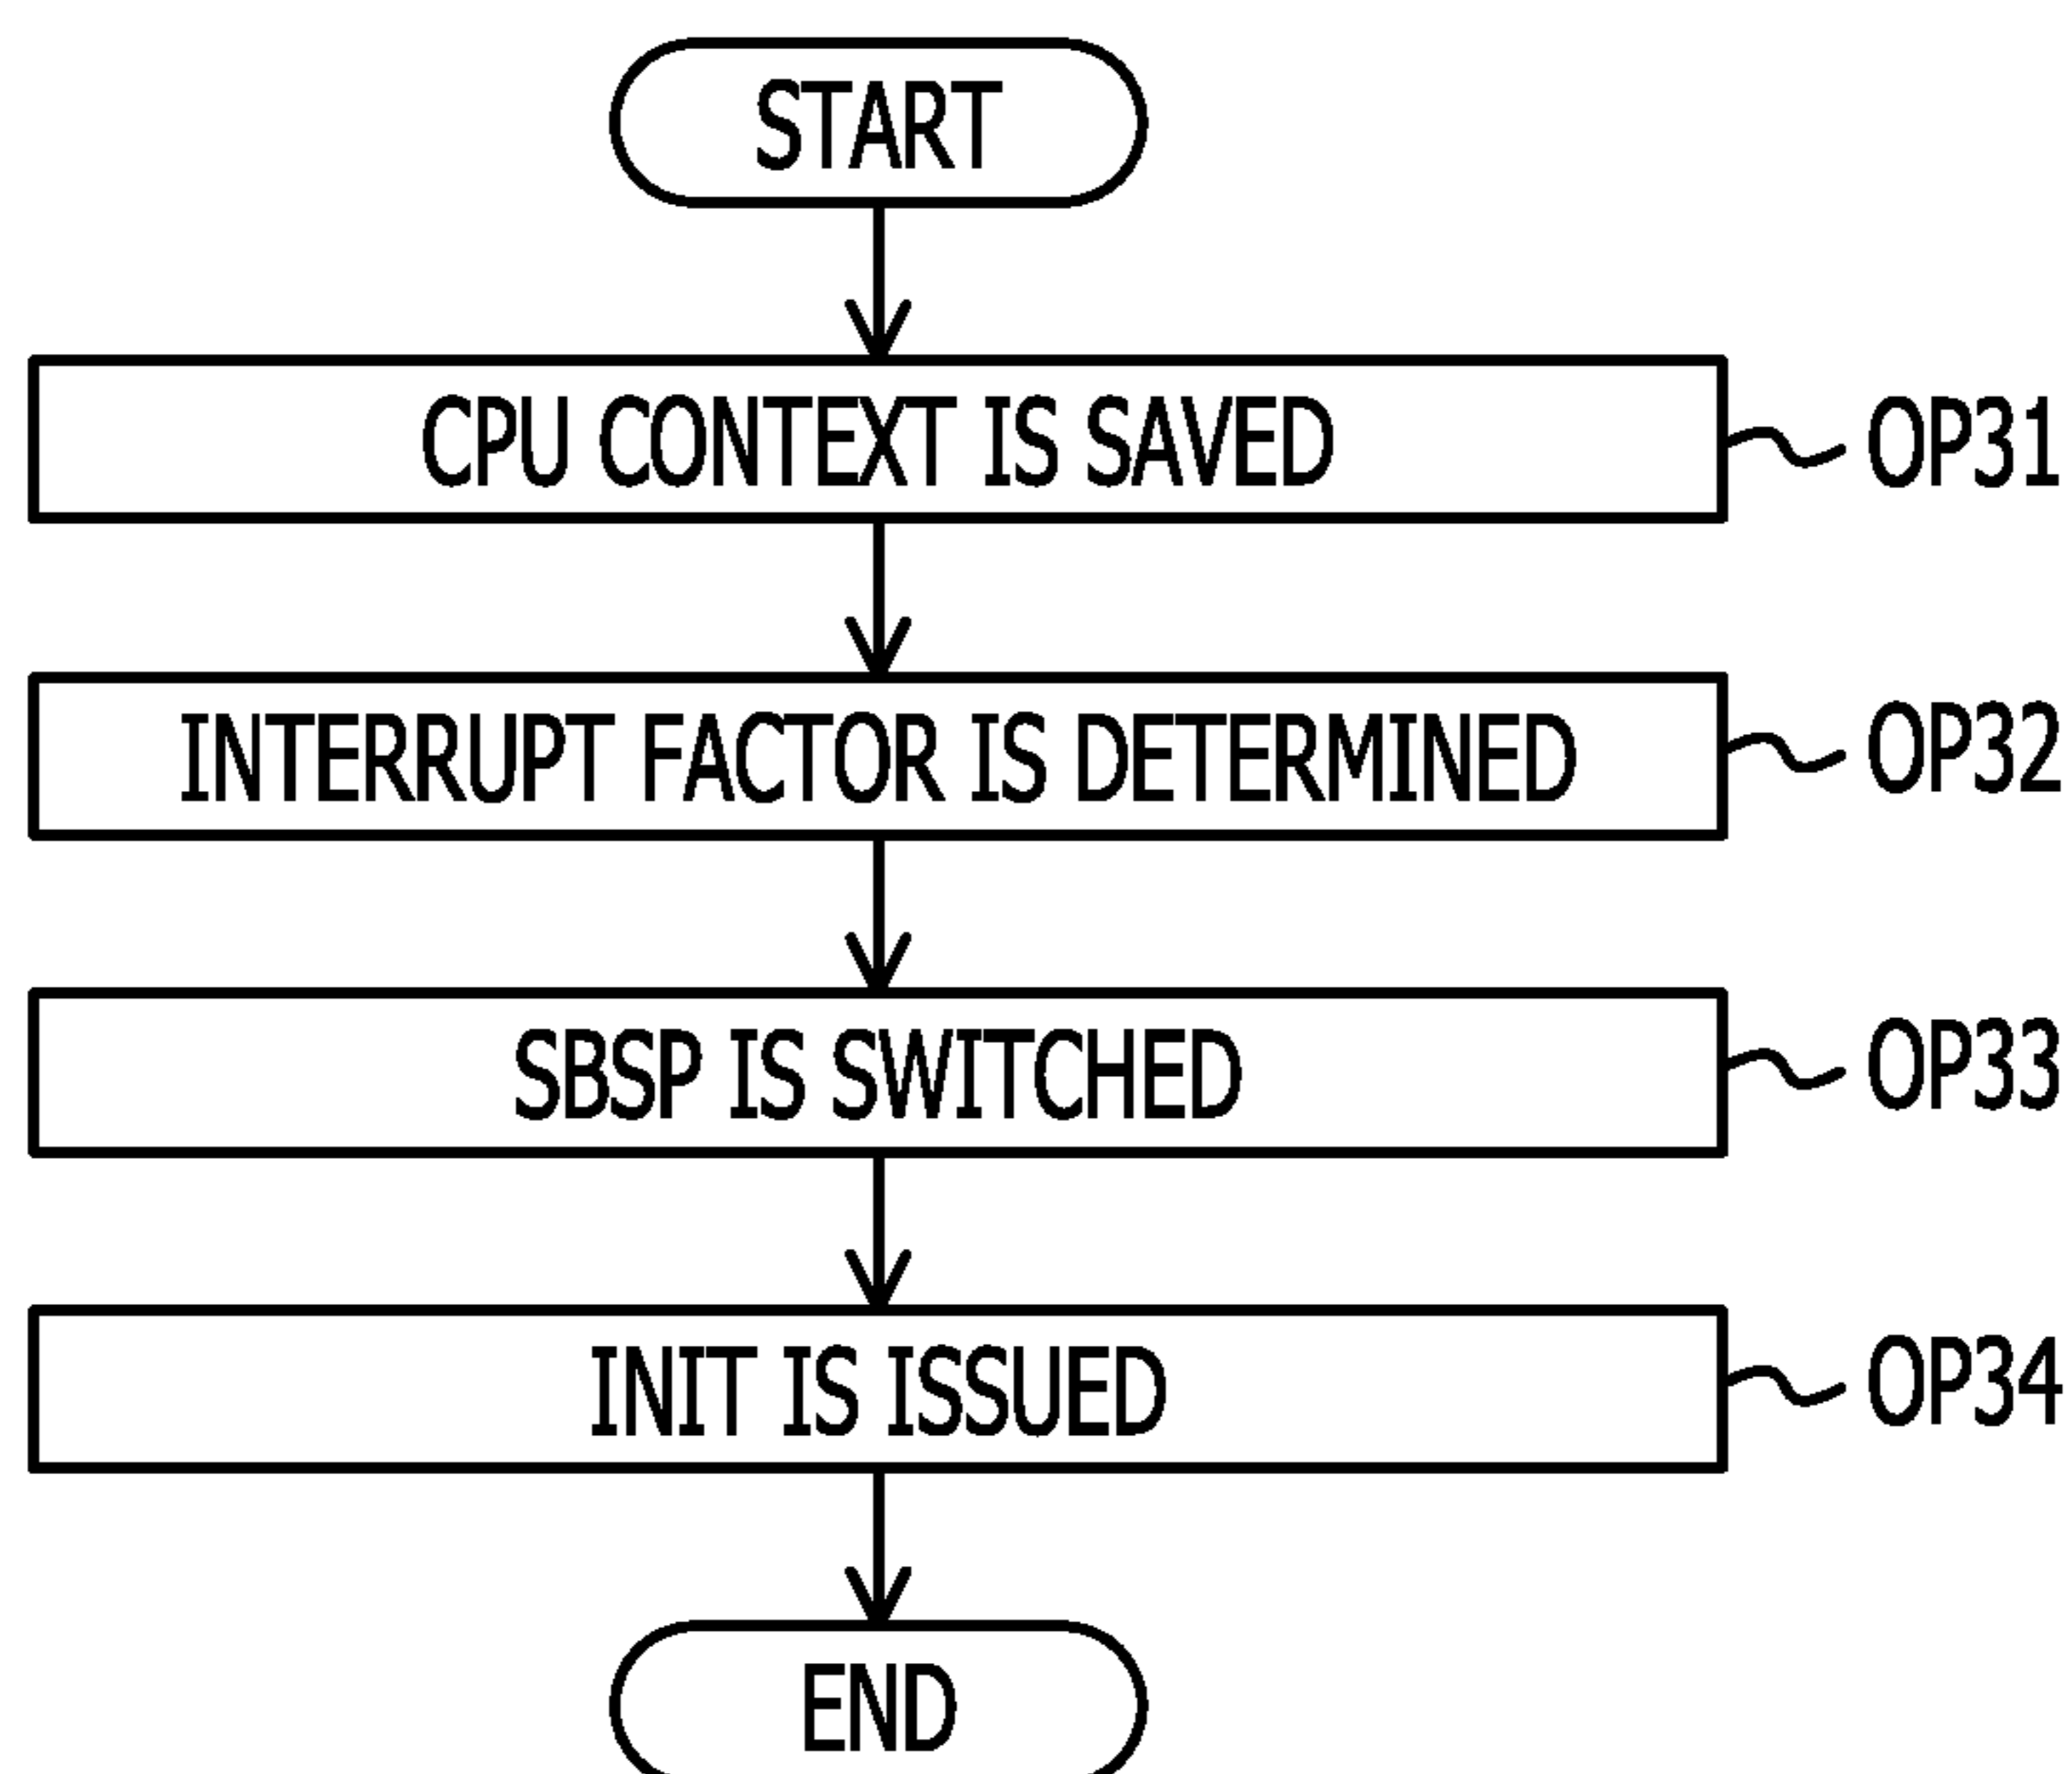 START
CPU CONTEXT IS SAVED OP31
INTERRUPT FACTOR IS DETERMINED OP32
SBSP IS SWITCHED OP33
INIT IS ISSUED OP34
END